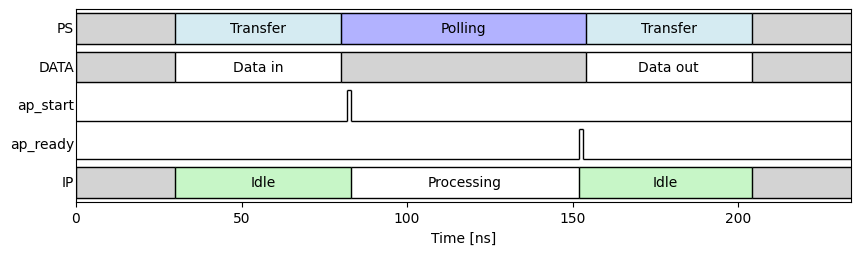 PS Transfer Polling Transfer
DATA Data in Data out
ap_start
ap_ready
IP Idle Processing Idle
0 50 100 150 200
Time [ns]